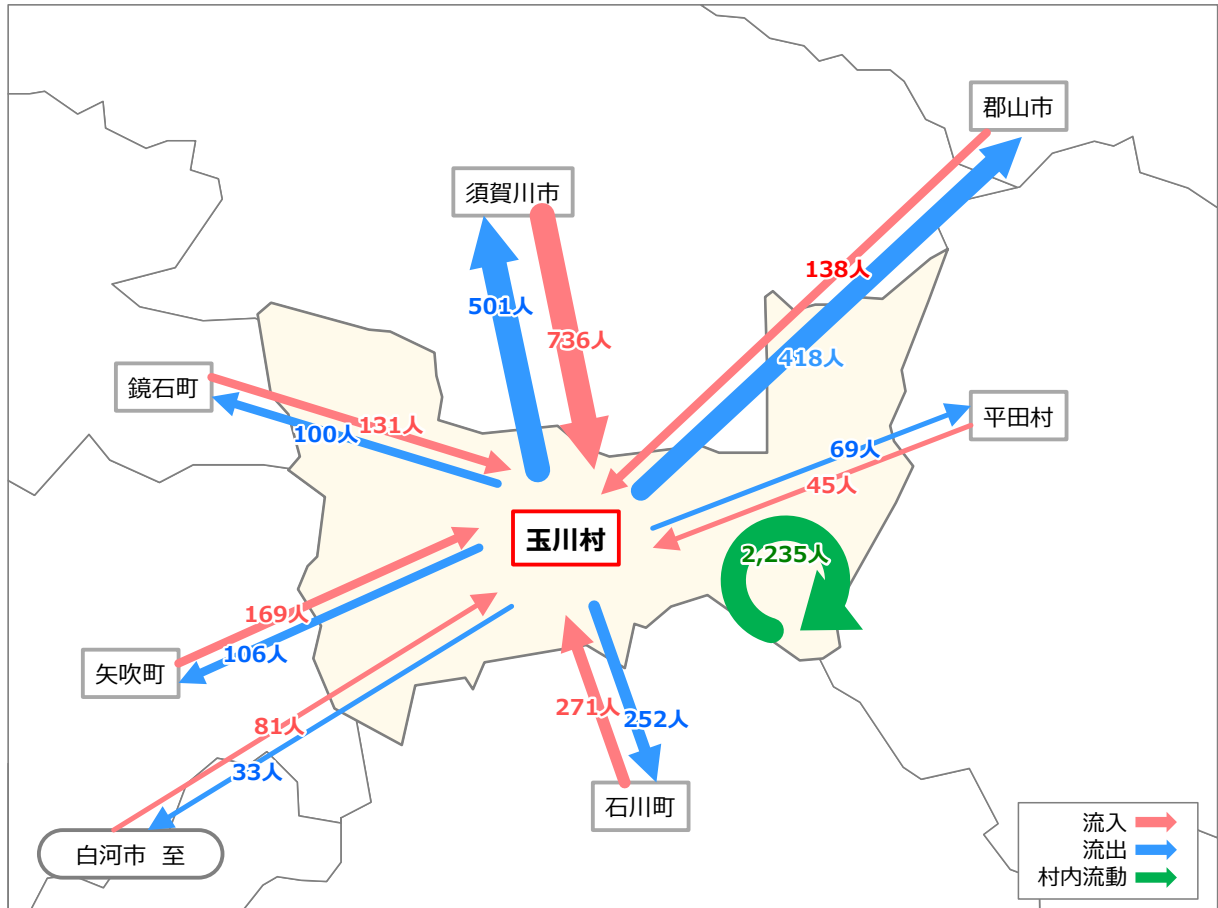 郡山市
須賀川市
138人
501人
736人
418人
鏡石町
平田村
131人
100人
69人
45人
玉川村
2,235人
169人
106人
矢吹町
271人
252人
81人
33人
石川町
白河市 至
流入
流出
村内流動